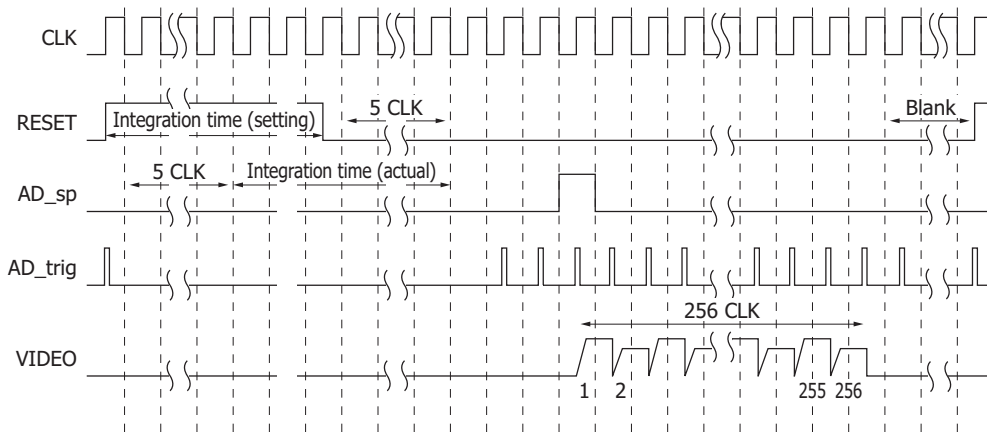 CLK
RESET
Integration time (setting)
5 CLK
Blank
AD_sp
5 CLK
Integration time (actual)
AD_trig
256 CLK
VIDEO
1
2
255
256